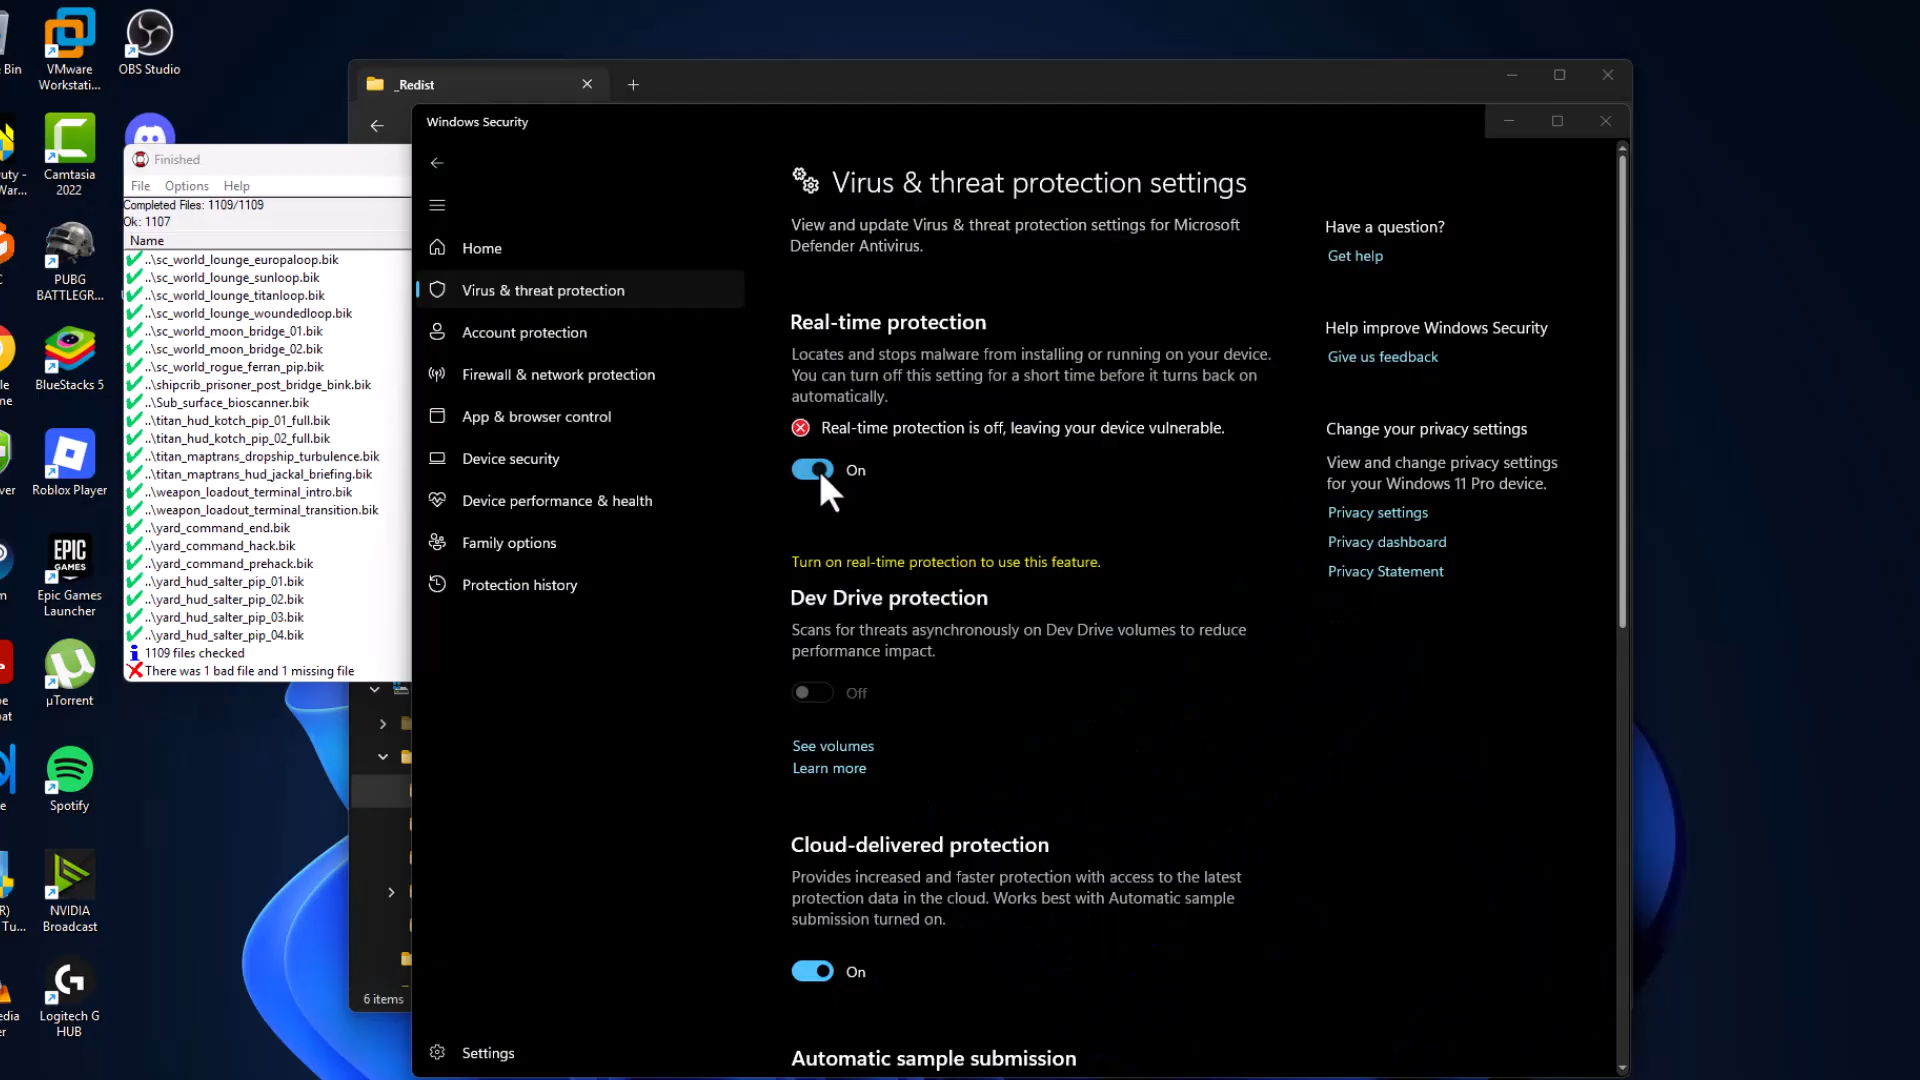 e Bin
VMware
Workstati...
OBS Studio
uty -
War...
Camtasia
2022
C
PUBG
BATTLEGR...
le
me
BlueStacks 5
ver
Roblox Player
EPIC
GAMES
m
Epic Games
Launcher
be
bat
µTorrent
e
Spotify
R)
Tu...
NVIDIA
Broadcast
edia
er
Logitech G
HUB
Finished
File Options Help
Completed Files: 1109/1109
Ok: 1107
Name
..\sc_world_lounge_europaloop.bik
..\sc_world_lounge_sunloop.bik
..\sc_world_lounge_titanloop.bik
..\sc_world_lounge_woundedloop.bik
..\sc_world_moon_bridge_01.bik
..\sc_world_moon_bridge_02.bik
..\sc_world_rogue_ferran_pip.bik
..\shipcrib_prisoner_post_bridge_bink.bik
..\Sub_surface_bioscanner.bik
..\titan_hud_kotch_pip_01_full.bik
..\titan_hud_kotch_pip_02_full.bik
..\titan_maptrans_dropship_turbulence.bik
..\titan_maptrans_hud_jackal_briefing.bik
..\weapon_loadout_terminal_intro.bik
..\weapon_loadout_terminal_transition.bik
..\yard_command_end.bik
..\yard_command_hack.bik
..\yard_command_prehack.bik
..\yard_hud_salter_pip_01.bik
..\yard_hud_salter_pip_02.bik
..\yard_hud_salter_pip_03.bik
..\yard_hud_salter_pip_04.bik
1109 files checked
There was 1 bad file and 1 missing file
_Redist
6 items
Windows Security
Home
Virus & threat protection
Account protection
Firewall & network protection
App & browser control
Device security
Device performance & health
Family options
Protection history
Settings
Virus & threat protection settings
View and update Virus & threat protection settings for Microsoft
Defender Antivirus.
Real-time protection
Locates and stops malware from installing or running on your device.
You can turn off this setting for a short time before it turns back on
automatically.
Real-time protection is off, leaving your device vulnerable.
On
Turn on real-time protection to use this feature.
Dev Drive protection
Scans for threats asynchronously on Dev Drive volumes to reduce
performance impact.
Off
See volumes
Learn more
Cloud-delivered protection
Provides increased and faster protection with access to the latest
protection data in the cloud. Works best with Automatic sample
submission turned on.
On
Automatic sample submission
Have a question?
Get help
Help improve Windows Security
Give us feedback
Change your privacy settings
View and change privacy settings
for your Windows 11 Pro device.
Privacy settings
Privacy dashboard
Privacy Statement